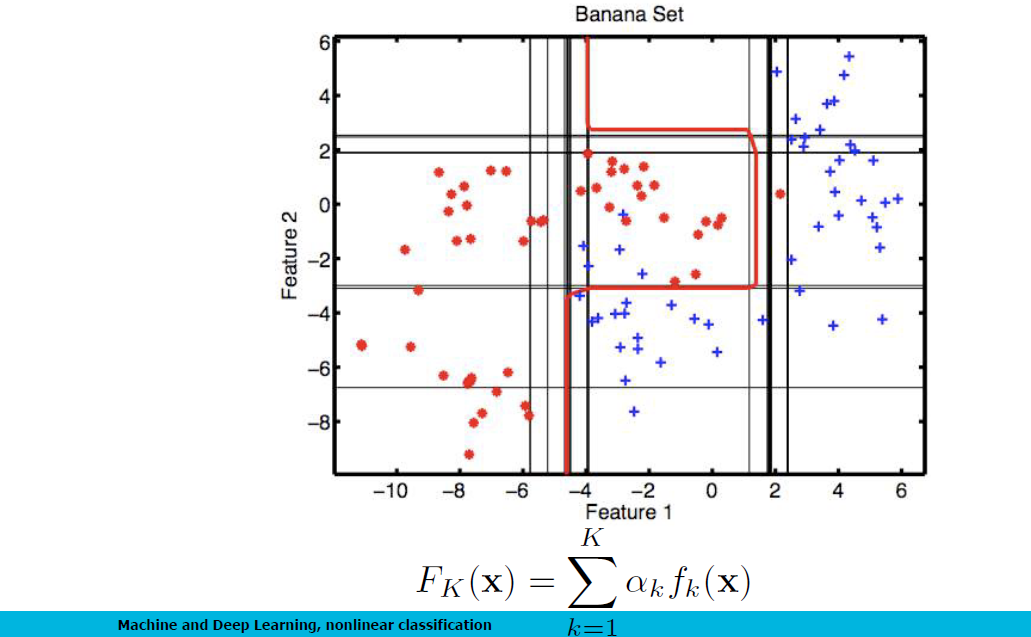 Banana Set
6
4
2
0
−2
−4
−6
−8
Feature 2
−10 −8 −6 −4 −2 0 2 4 6
Feature 1
F_K(x) = \sum_{k=1}^{K} α_k f_k(x)
Machine and Deep Learning, nonlinear classification